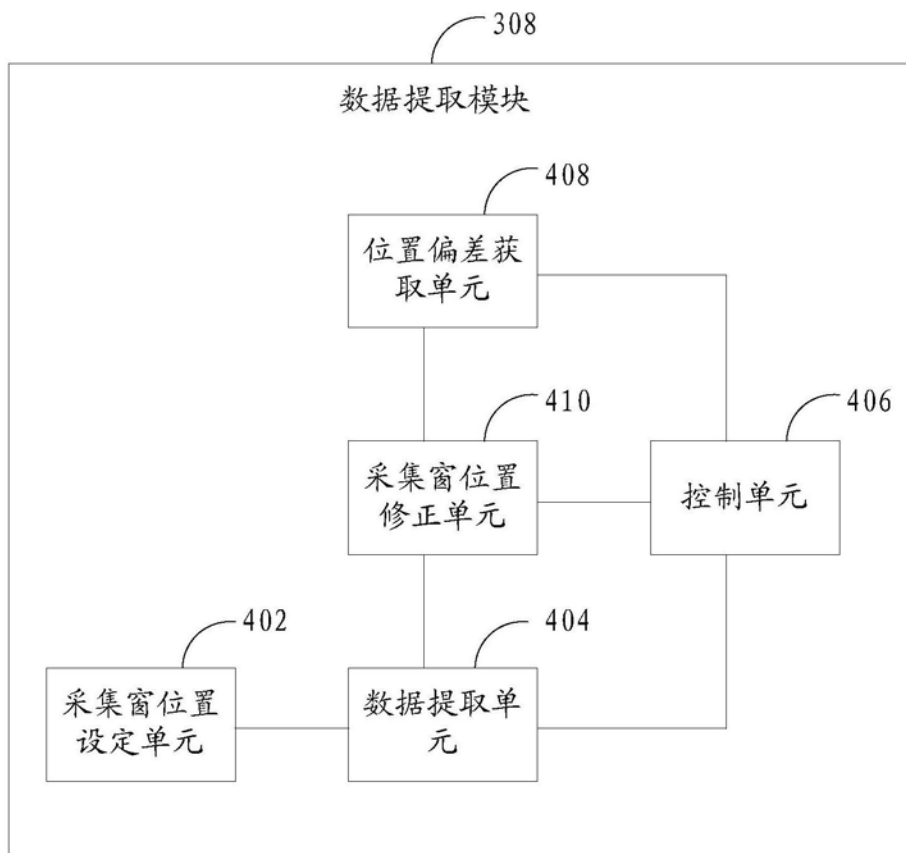 308
数据提取模块
408
位置偏差获
取单元
410
采集窗位置
修正单元
406
控制单元
402
采集窗位置
设定单元
404
数据提取单
元